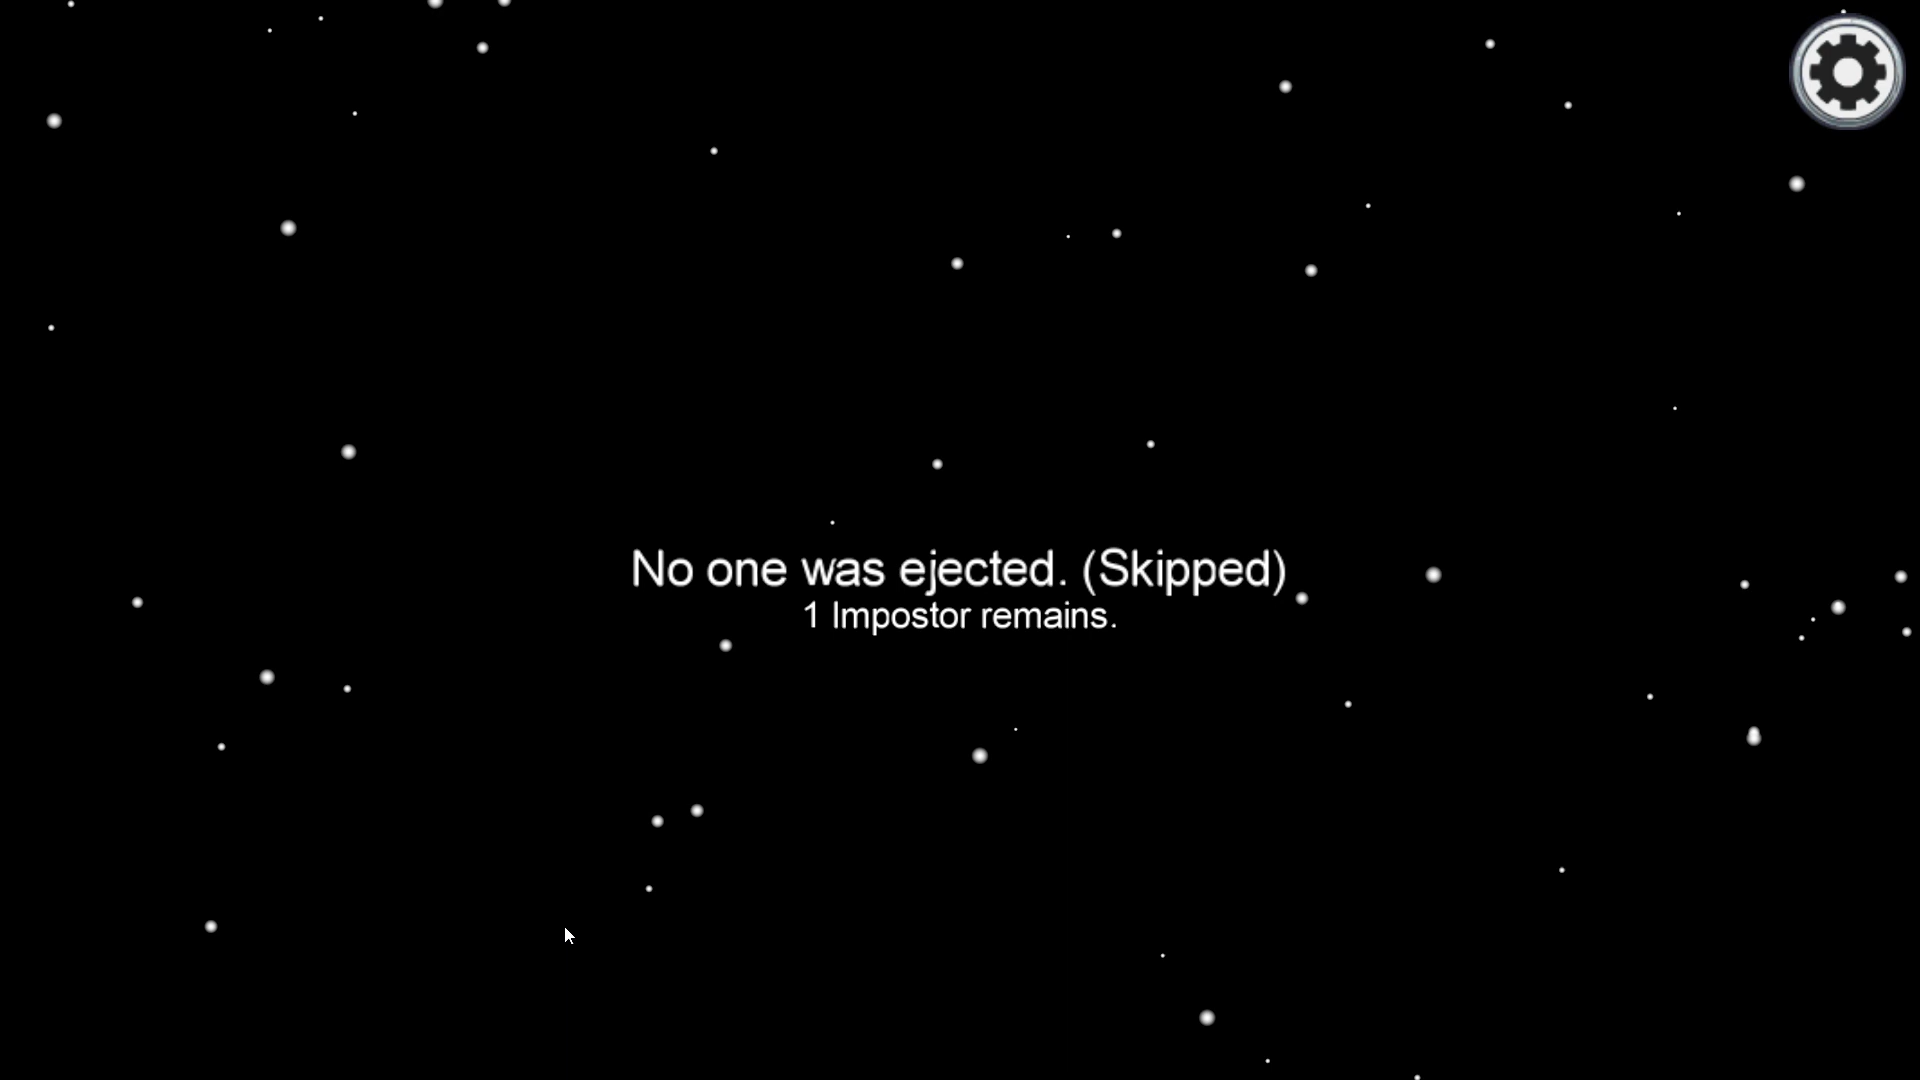 No one was ejected. (Skipped)
1 Impostor remains.